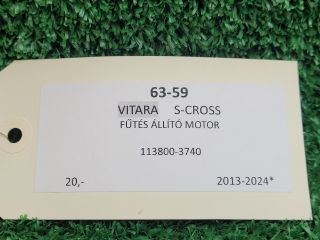 63-59
VITARA S-CROSS
FŰTÉS ÁLLÍTÓ MOTOR
113800-3740
20,- 2013-2024*